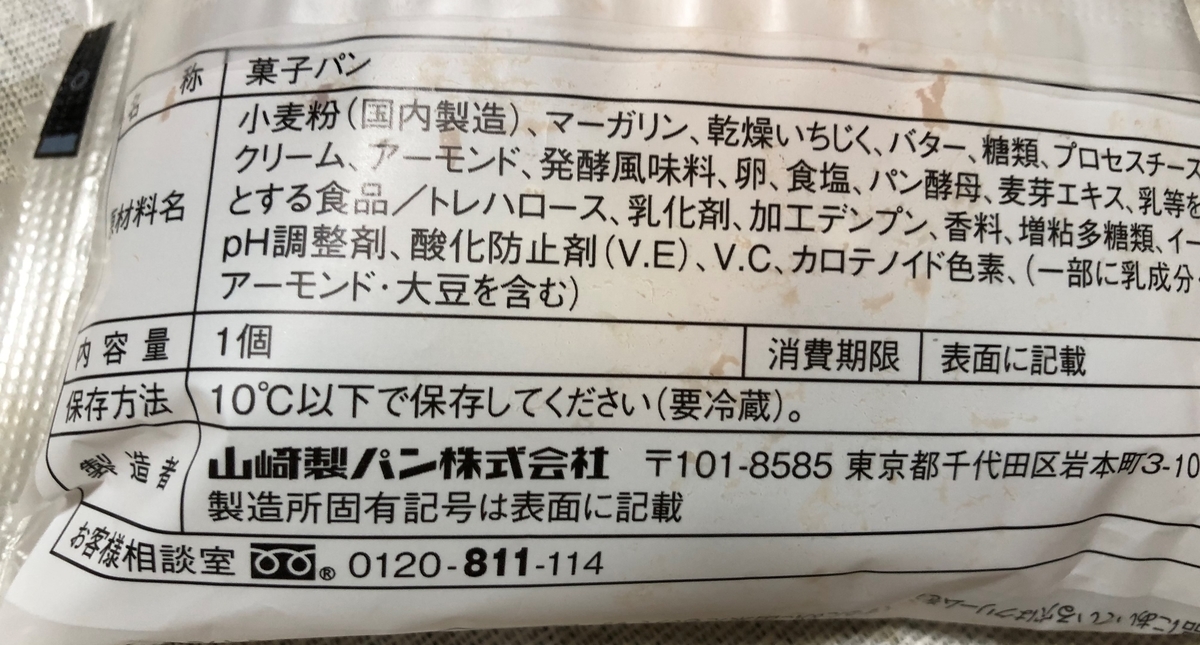 名 称 菓子パン
小麦粉(国内製造)、マーガリン、乾燥いちじく、バター、糖類、プロセスチーズ
クリーム、アーモンド、発酵風味料、卵、食塩、パン酵母、麦芽エキス、乳等を
原材料名 とする食品/トレハロース、乳化剤、加工デンプン、香料、増粘多糖類、イー
pH調整剤、酸化防止剤(V.E)、V.C、カロテノイド色素、(一部に乳成分・
アーモンド・大豆を含む)
内容量 1個 消費期限 表面に記載
保存方法 10℃以下で保存してください(要冷蔵)。
製造者 山崎製パン株式会社 〒101-8585 東京都千代田区岩本町3-10
製造所固有記号は表面に記載
お客様相談室 ® 0120-811-114